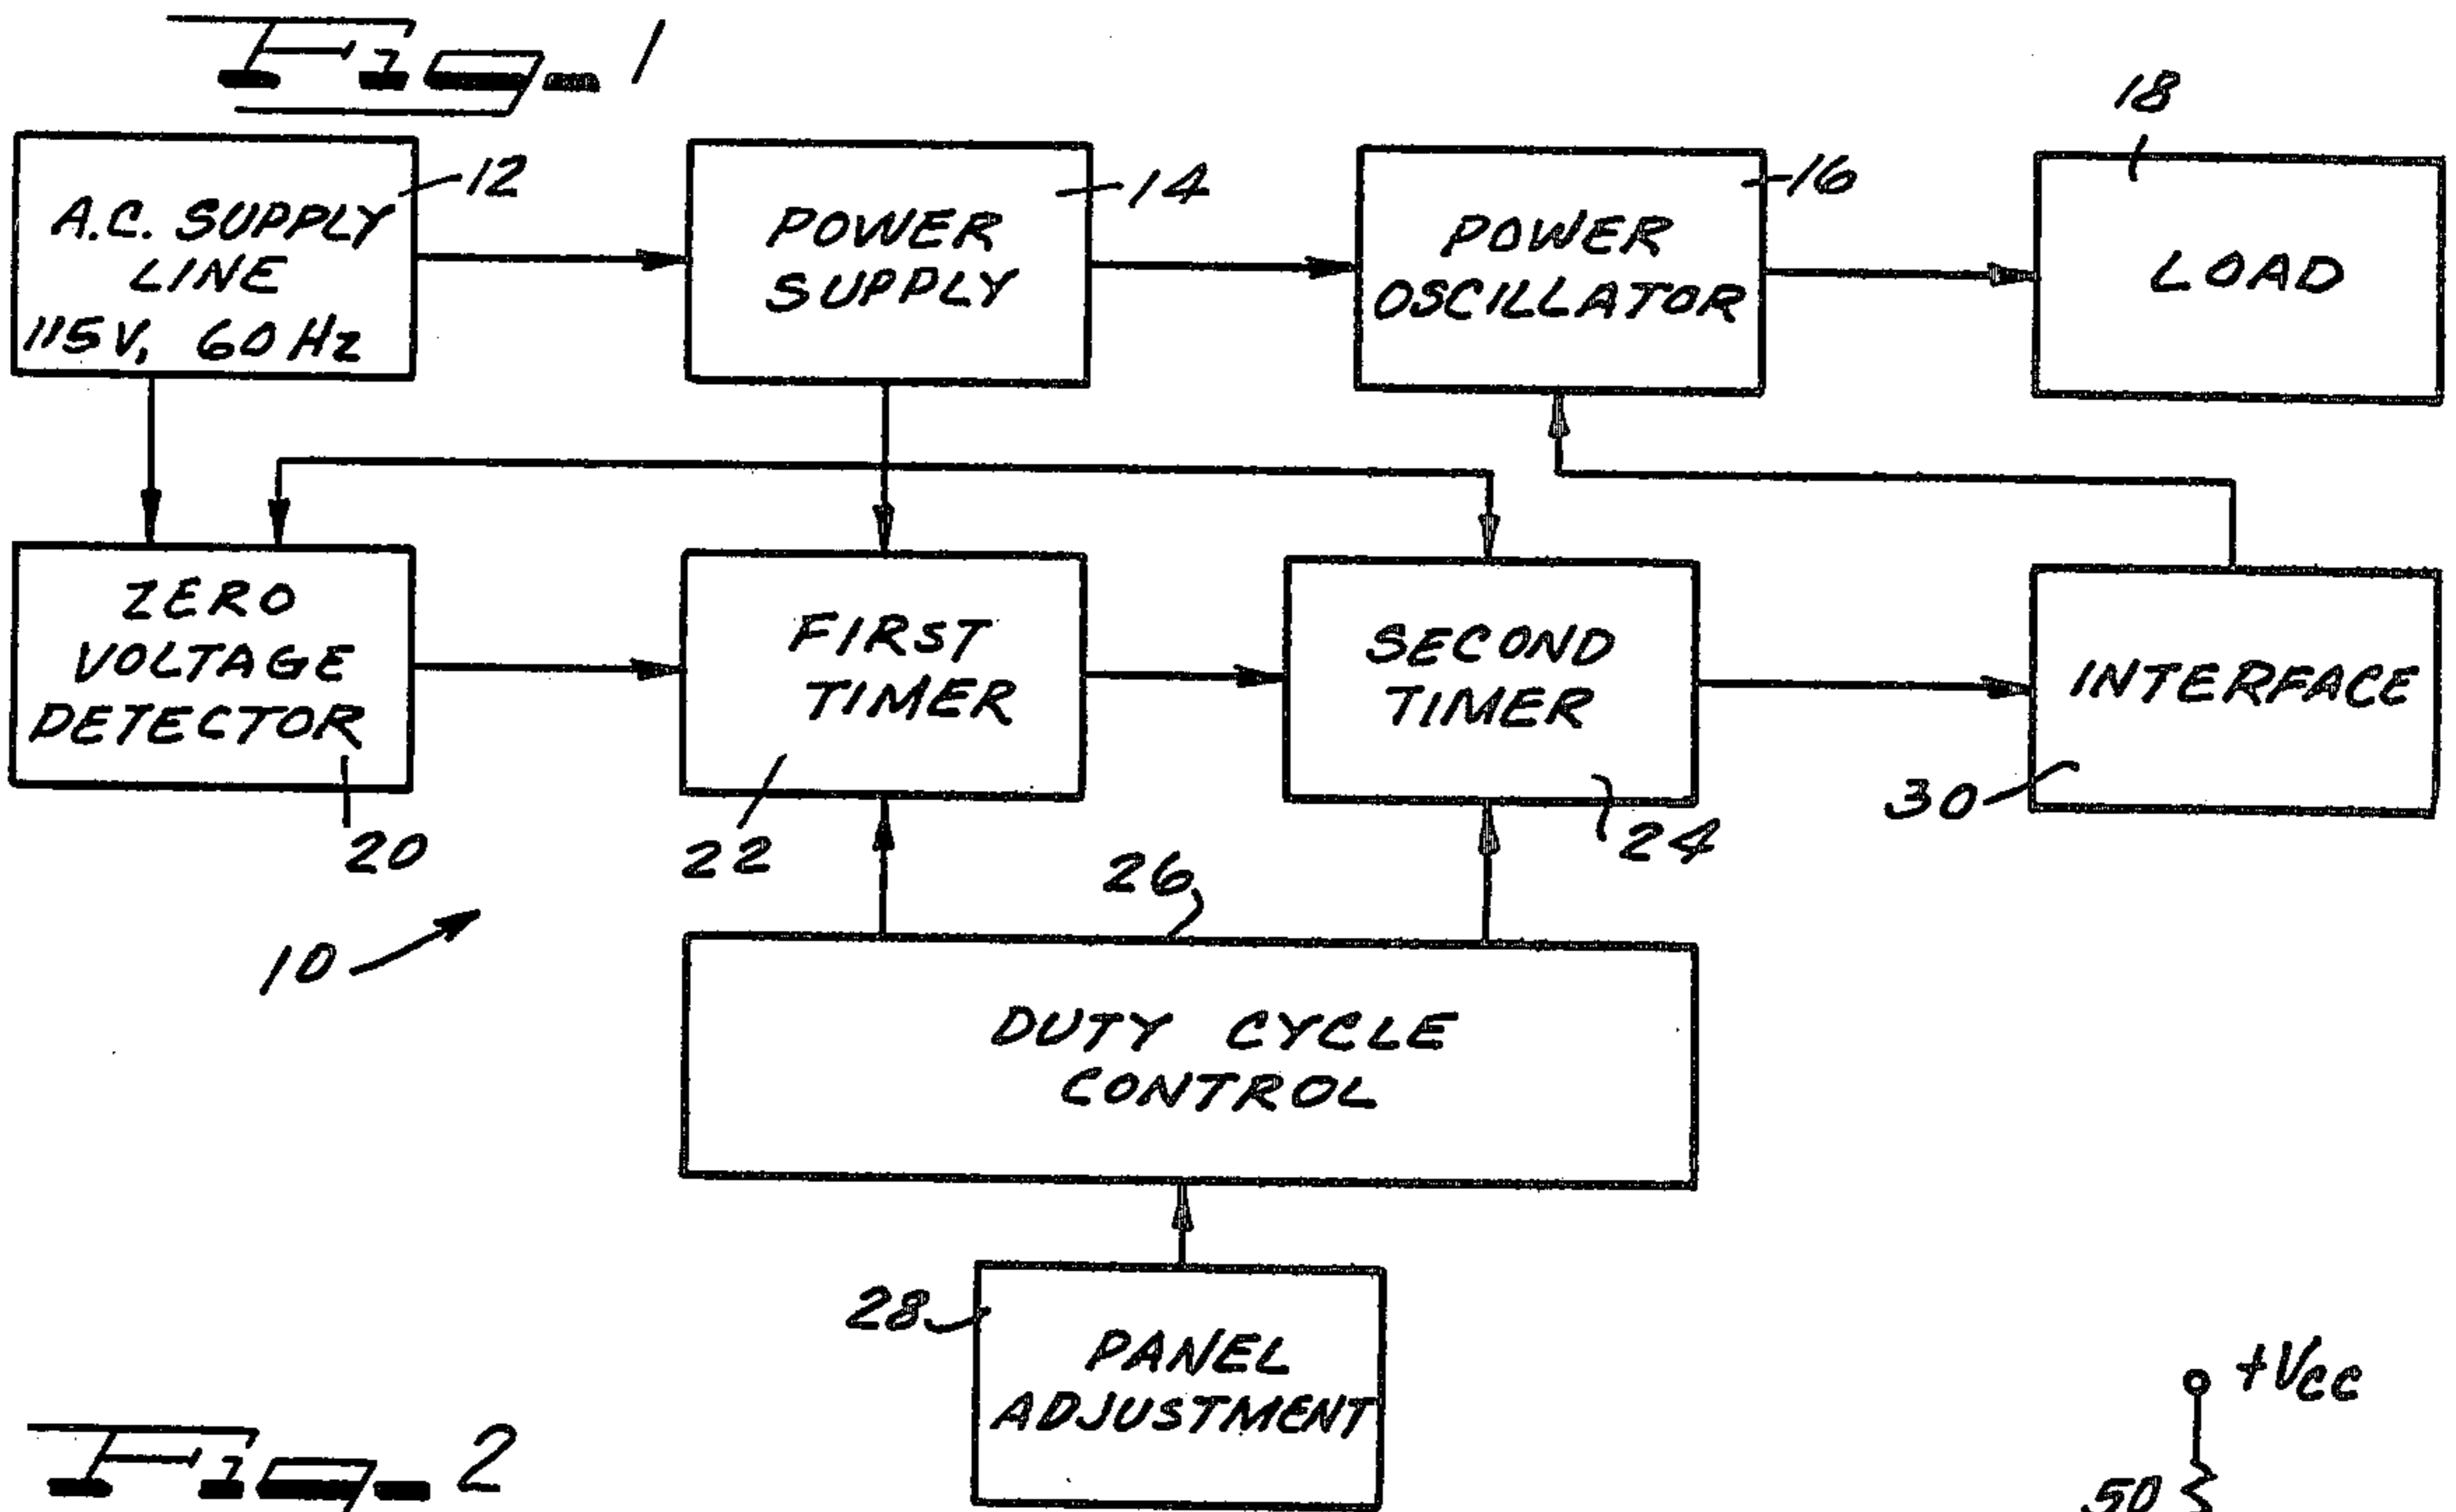 Fig-1
A.C. SUPPLY
LINE
115V, 60 Hz
12
POWER
SUPPLY
14
POWER
OSCILLATOR
16
LOAD
18
ZERO
VOLTAGE
DETECTOR
20
FIRST
TIMER
22
SECOND
TIMER
24
INTERFACE
30
10
26
DUTY CYCLE
CONTROL
28
PANEL
ADJUSTMENT
Fig-2
+Vcc
50